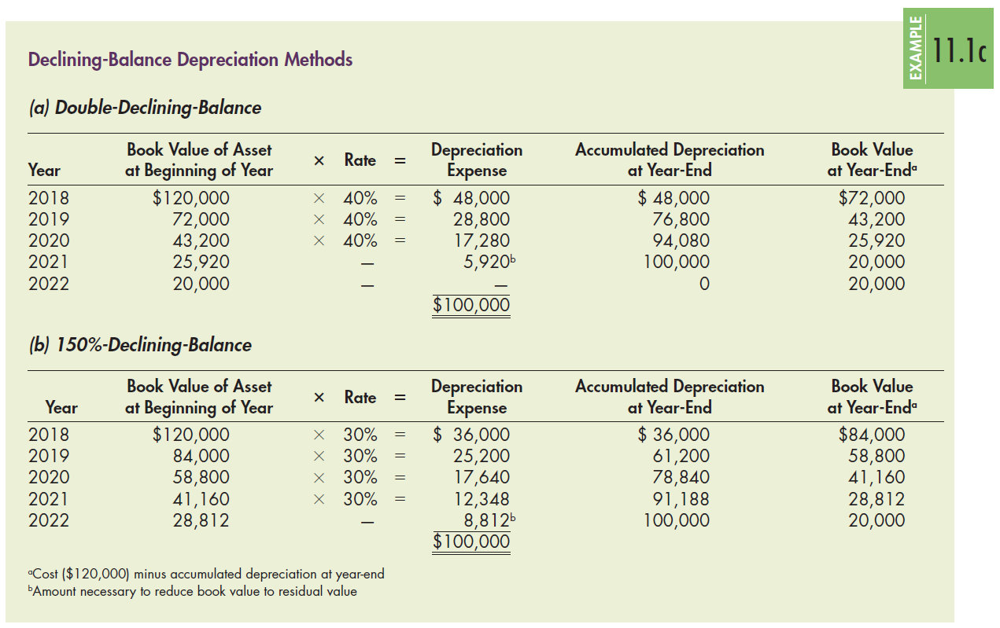 EXAMPLE 11.1c
Declining-Balance Depreciation Methods
(a) Double-Declining-Balance
Book Value of Asset Depreciation Accumulated Depreciation Book Value
Year at Beginning of Year × Rate = Expense at Year-End at Year-Endᵃ
2018 $120,000 × 40% = $ 48,000 $ 48,000 $72,000
2019 72,000 × 40% = 28,800 76,800 43,200
2020 43,200 × 40% = 17,280 94,080 25,920
2021 25,920 — 5,920ᵇ 100,000 20,000
2022 20,000 — — 0 20,000
$100,000
(b) 150%-Declining-Balance
Book Value of Asset Depreciation Accumulated Depreciation Book Value
Year at Beginning of Year × Rate = Expense at Year-End at Year-Endᵃ
2018 $120,000 × 30% = $ 36,000 $ 36,000 $84,000
2019 84,000 × 30% = 25,200 61,200 58,800
2020 58,800 × 30% = 17,640 78,840 41,160
2021 41,160 × 30% = 12,348 91,188 28,812
2022 28,812 — 8,812ᵇ 100,000 20,000
$100,000
ᵃCost ($120,000) minus accumulated depreciation at year-end
ᵇAmount necessary to reduce book value to residual value